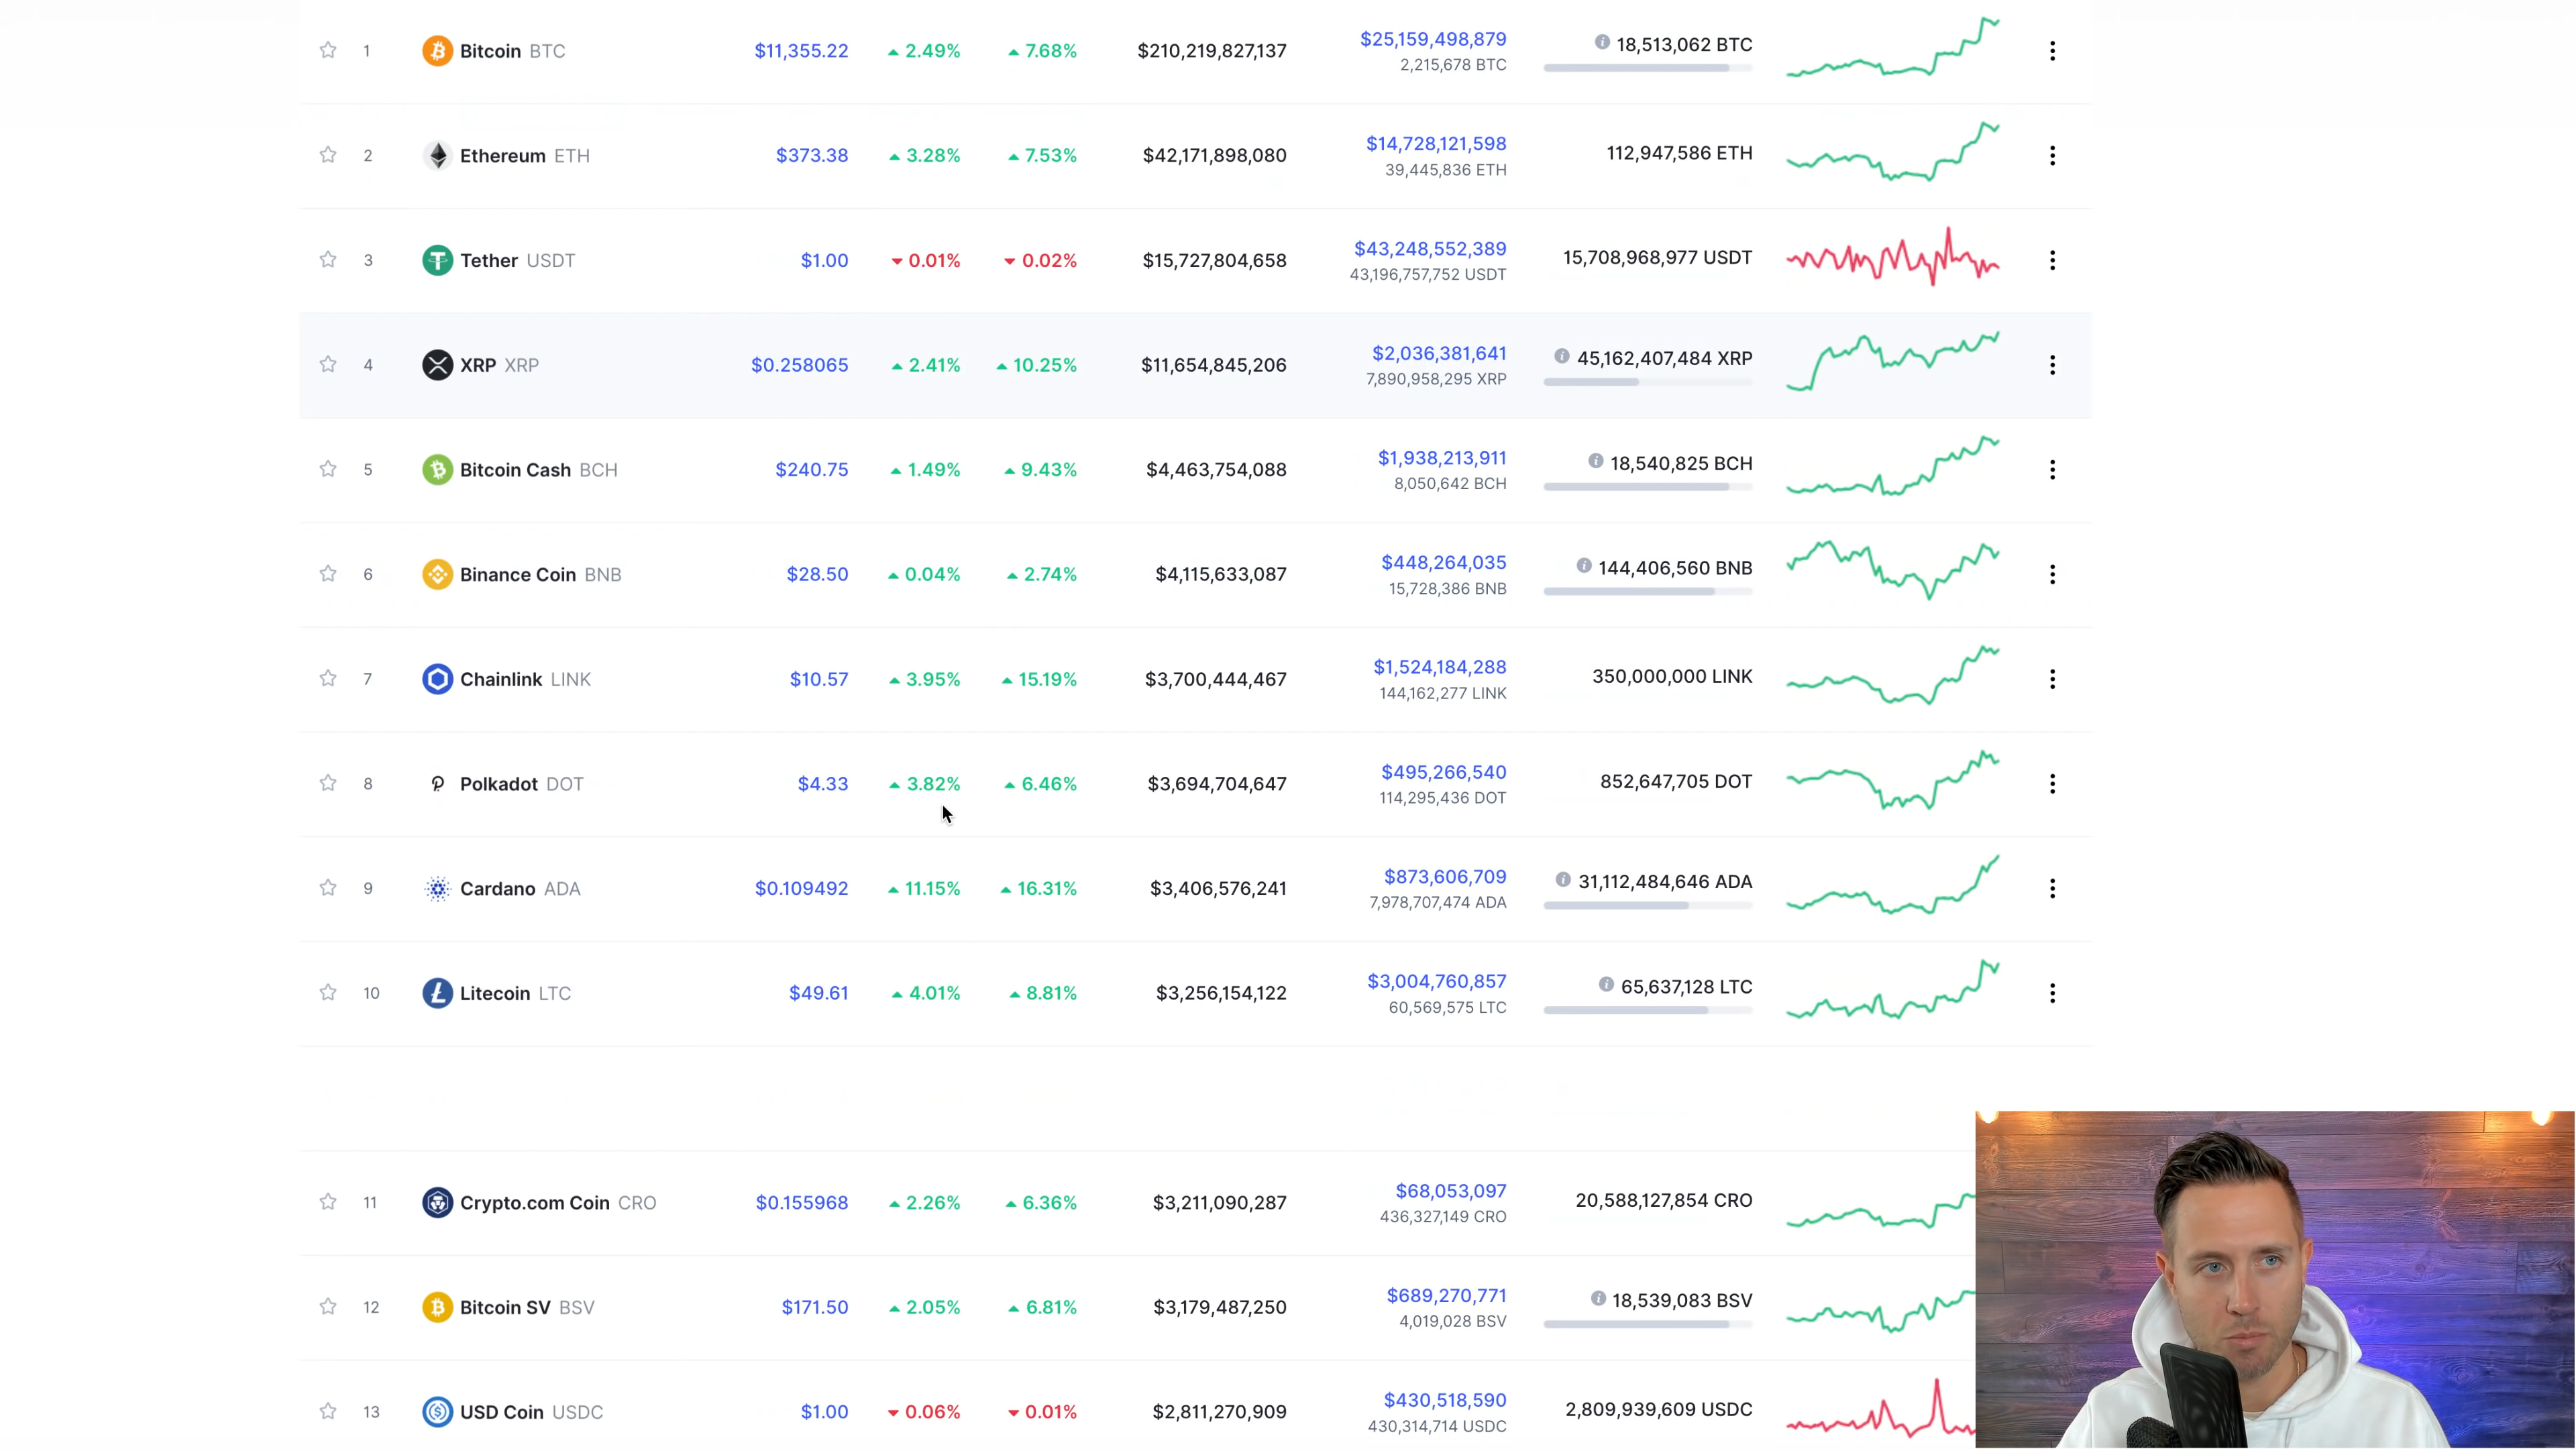 1 Bitcoin BTC $11,355.22 2.49% 7.68% $210,219,827,137 $25,159,498,879 18,513,062 BTC
2,215,678 BTC
2 Ethereum ETH $373.38 3.28% 7.53% $42,171,898,080 $14,728,121,598 112,947,586 ETH
39,445,836 ETH
3 Tether USDT $1.00 0.01% 0.02% $15,727,804,658 $43,248,552,389 15,708,968,977 USDT
43,196,757,752 USDT
4 XRP XRP $0.258065 2.41% 10.25% $11,654,845,206 $2,036,381,641 45,162,407,484 XRP
7,890,958,295 XRP
5 Bitcoin Cash BCH $240.75 1.49% 9.43% $4,463,754,088 $1,938,213,911 18,540,825 BCH
8,050,642 BCH
6 Binance Coin BNB $28.50 0.04% 2.74% $4,115,633,087 $448,264,035 144,406,560 BNB
15,728,386 BNB
7 Chainlink LINK $10.57 3.95% 15.19% $3,700,444,467 $1,524,184,288 350,000,000 LINK
144,162,277 LINK
8 Polkadot DOT $4.33 3.82% 6.46% $3,694,704,647 $495,266,540 852,647,705 DOT
114,295,436 DOT
9 Cardano ADA $0.109492 11.15% 16.31% $3,406,576,241 $873,606,709 31,112,484,646 ADA
7,978,707,474 ADA
10 Litecoin LTC $49.61 4.01% 8.81% $3,256,154,122 $3,004,760,857 65,637,128 LTC
60,569,575 LTC
11 Crypto.com Coin CRO $0.155968 2.26% 6.36% $3,211,090,287 $68,053,097 20,588,127,854 CRO
436,327,149 CRO
12 Bitcoin SV BSV $171.50 2.05% 6.81% $3,179,487,250 $689,270,771 18,539,083 BSV
4,019,028 BSV
13 USD Coin USDC $1.00 0.06% 0.01% $2,811,270,909 $430,518,590 2,809,939,609 USDC
430,314,714 USDC